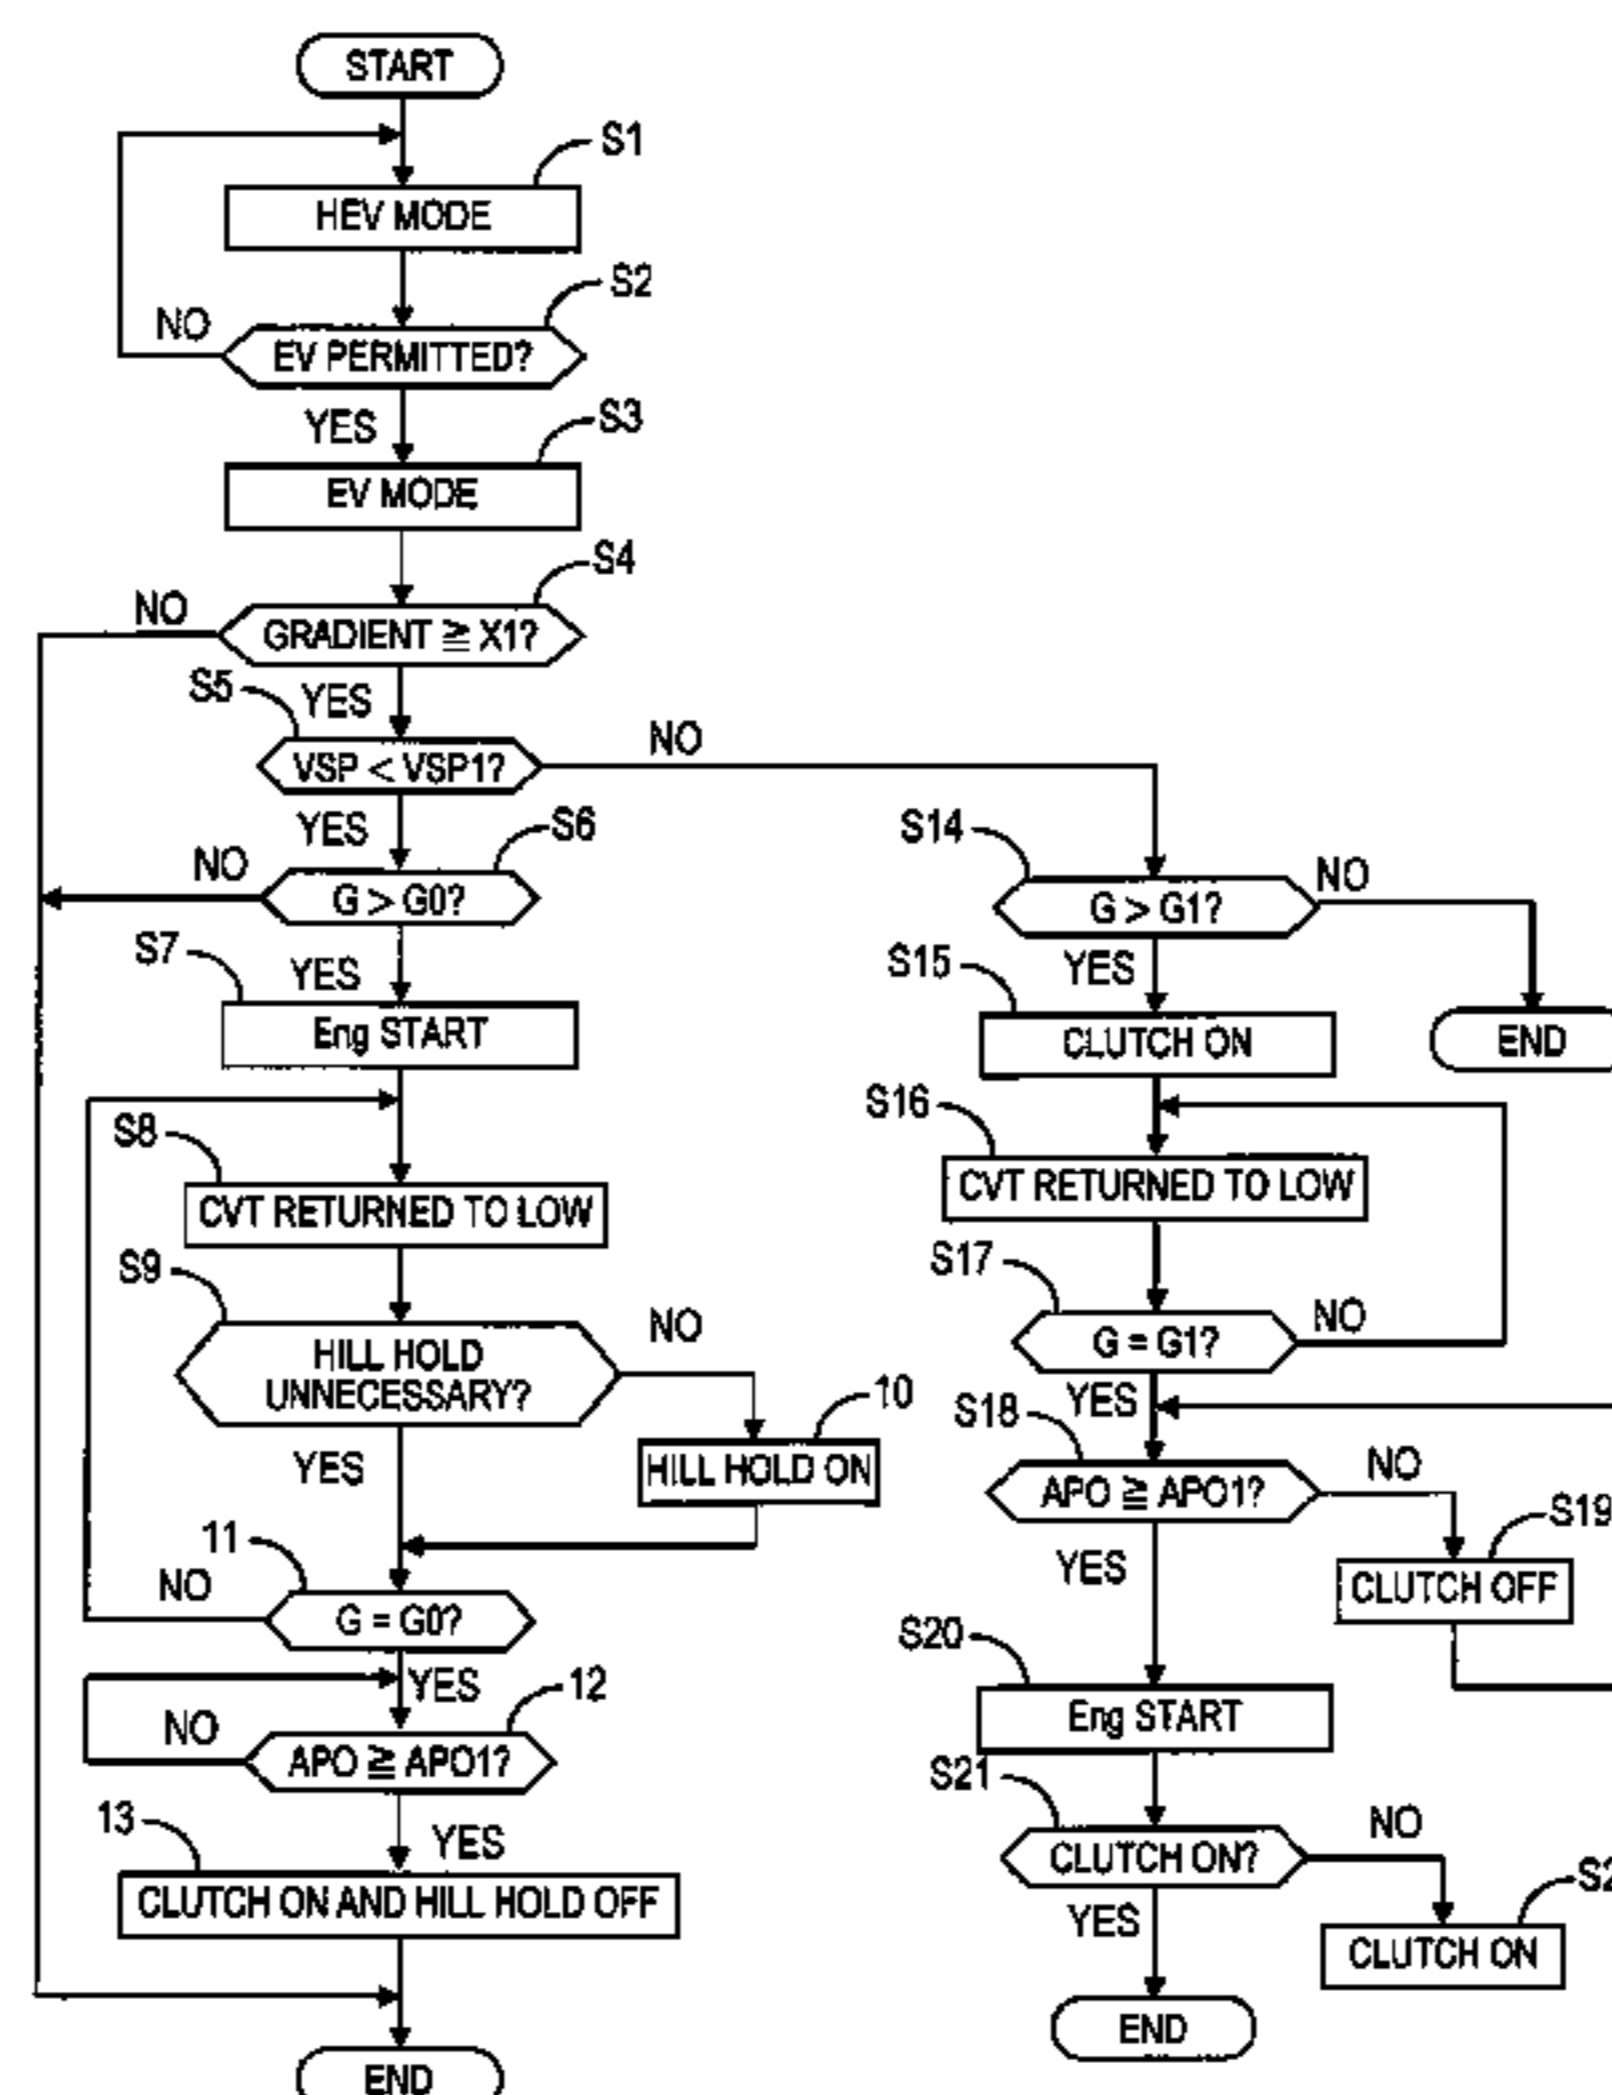 START
S1
HEV MODE
S2
NO
EV PERMITTED?
YES
S3
EV MODE
S4
NO
GRADIENT ≧ X1?
S5
YES
VSP < VSP1?
NO
YES
S6
NO
G > G0?
S7
YES
Eng START
S8
CVT RETURNED TO LOW
S9
HILL HOLD
UNNECESSARY?
NO
10
YES
HILL HOLD ON
11
NO
G = G0?
YES
12
NO
APO ≧ APO1?
13
YES
CLUTCH ON AND HILL HOLD OFF
END
S14
NO
G > G1?
S15
YES
CLUTCH ON
END
S16
CVT RETURNED TO LOW
S17
NO
G = G1?
S18
YES
NO
APO ≧ APO1?
S19
YES
CLUTCH OFF
S20
Eng START
S21
NO
CLUTCH ON?
YES
CLUTCH ON
END